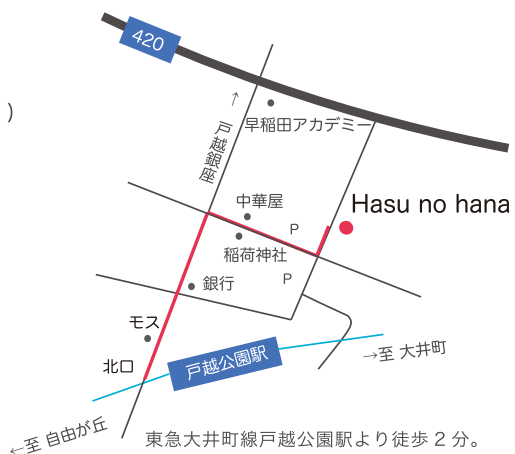 420
)
早稲田アカデミー
↑
戸越銀座
Hasu no hana
中華屋
P
稲荷神社
P
銀行
モス
北口
戸越公園駅
→至 大井町
←至 自由が丘
東急大井町線戸越公園駅より徒歩2分。